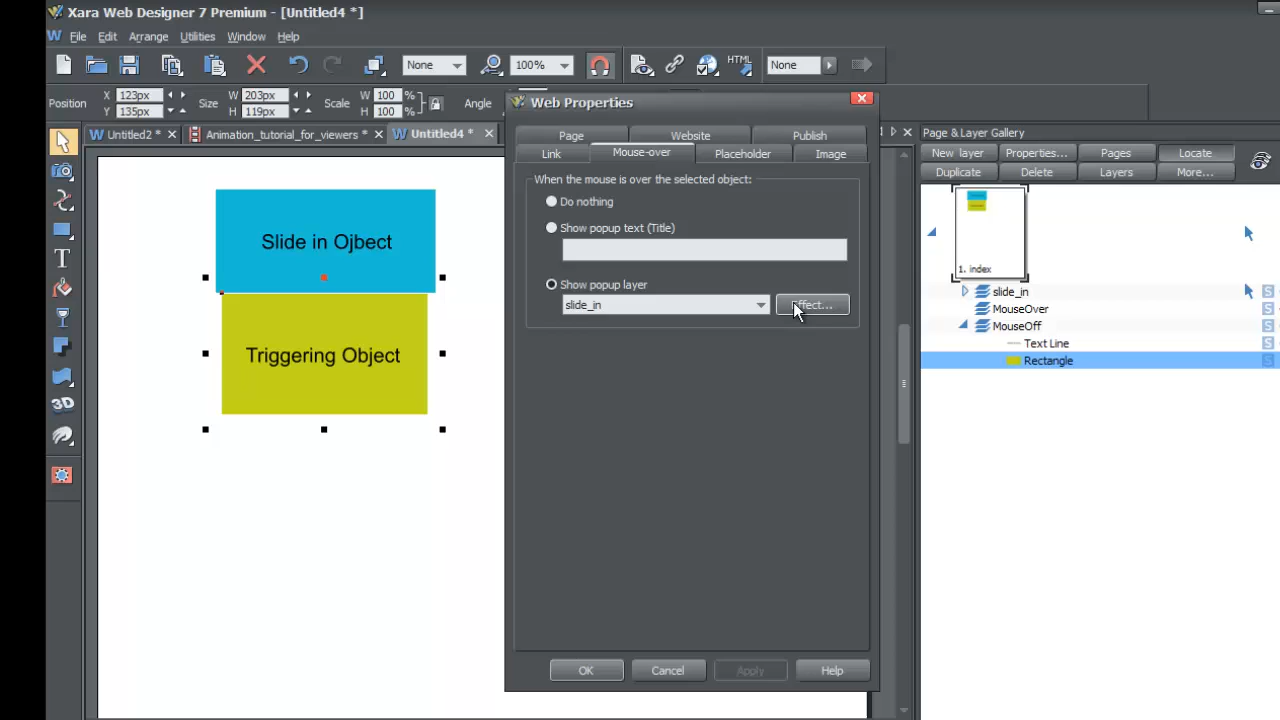 Xara Web Designer 7 Premium - [Untitled4 *]
File Edit Arrange Utilities Window Help
None 100% HTML None
Position X 123px Y 135px Size W 203px H 119px Scale W 100 % H 100 % Angle
Untitled2 * Animation_tutorial_for_viewers * Untitled4 *
Slide in Ojbect
Triggering Object
T
3D
Web Properties
Page Website Publish
Link Mouse-over Placeholder Image
When the mouse is over the selected object:
Do nothing
Show popup text (Title)
Show popup layer
slide_in Effect...
OK Cancel Apply Help
Page & Layer Gallery
New layer Properties... Pages Locate
Duplicate Delete Layers More...
1. index
slide_in S
MouseOver S
MouseOff S
Text Line S
Rectangle S